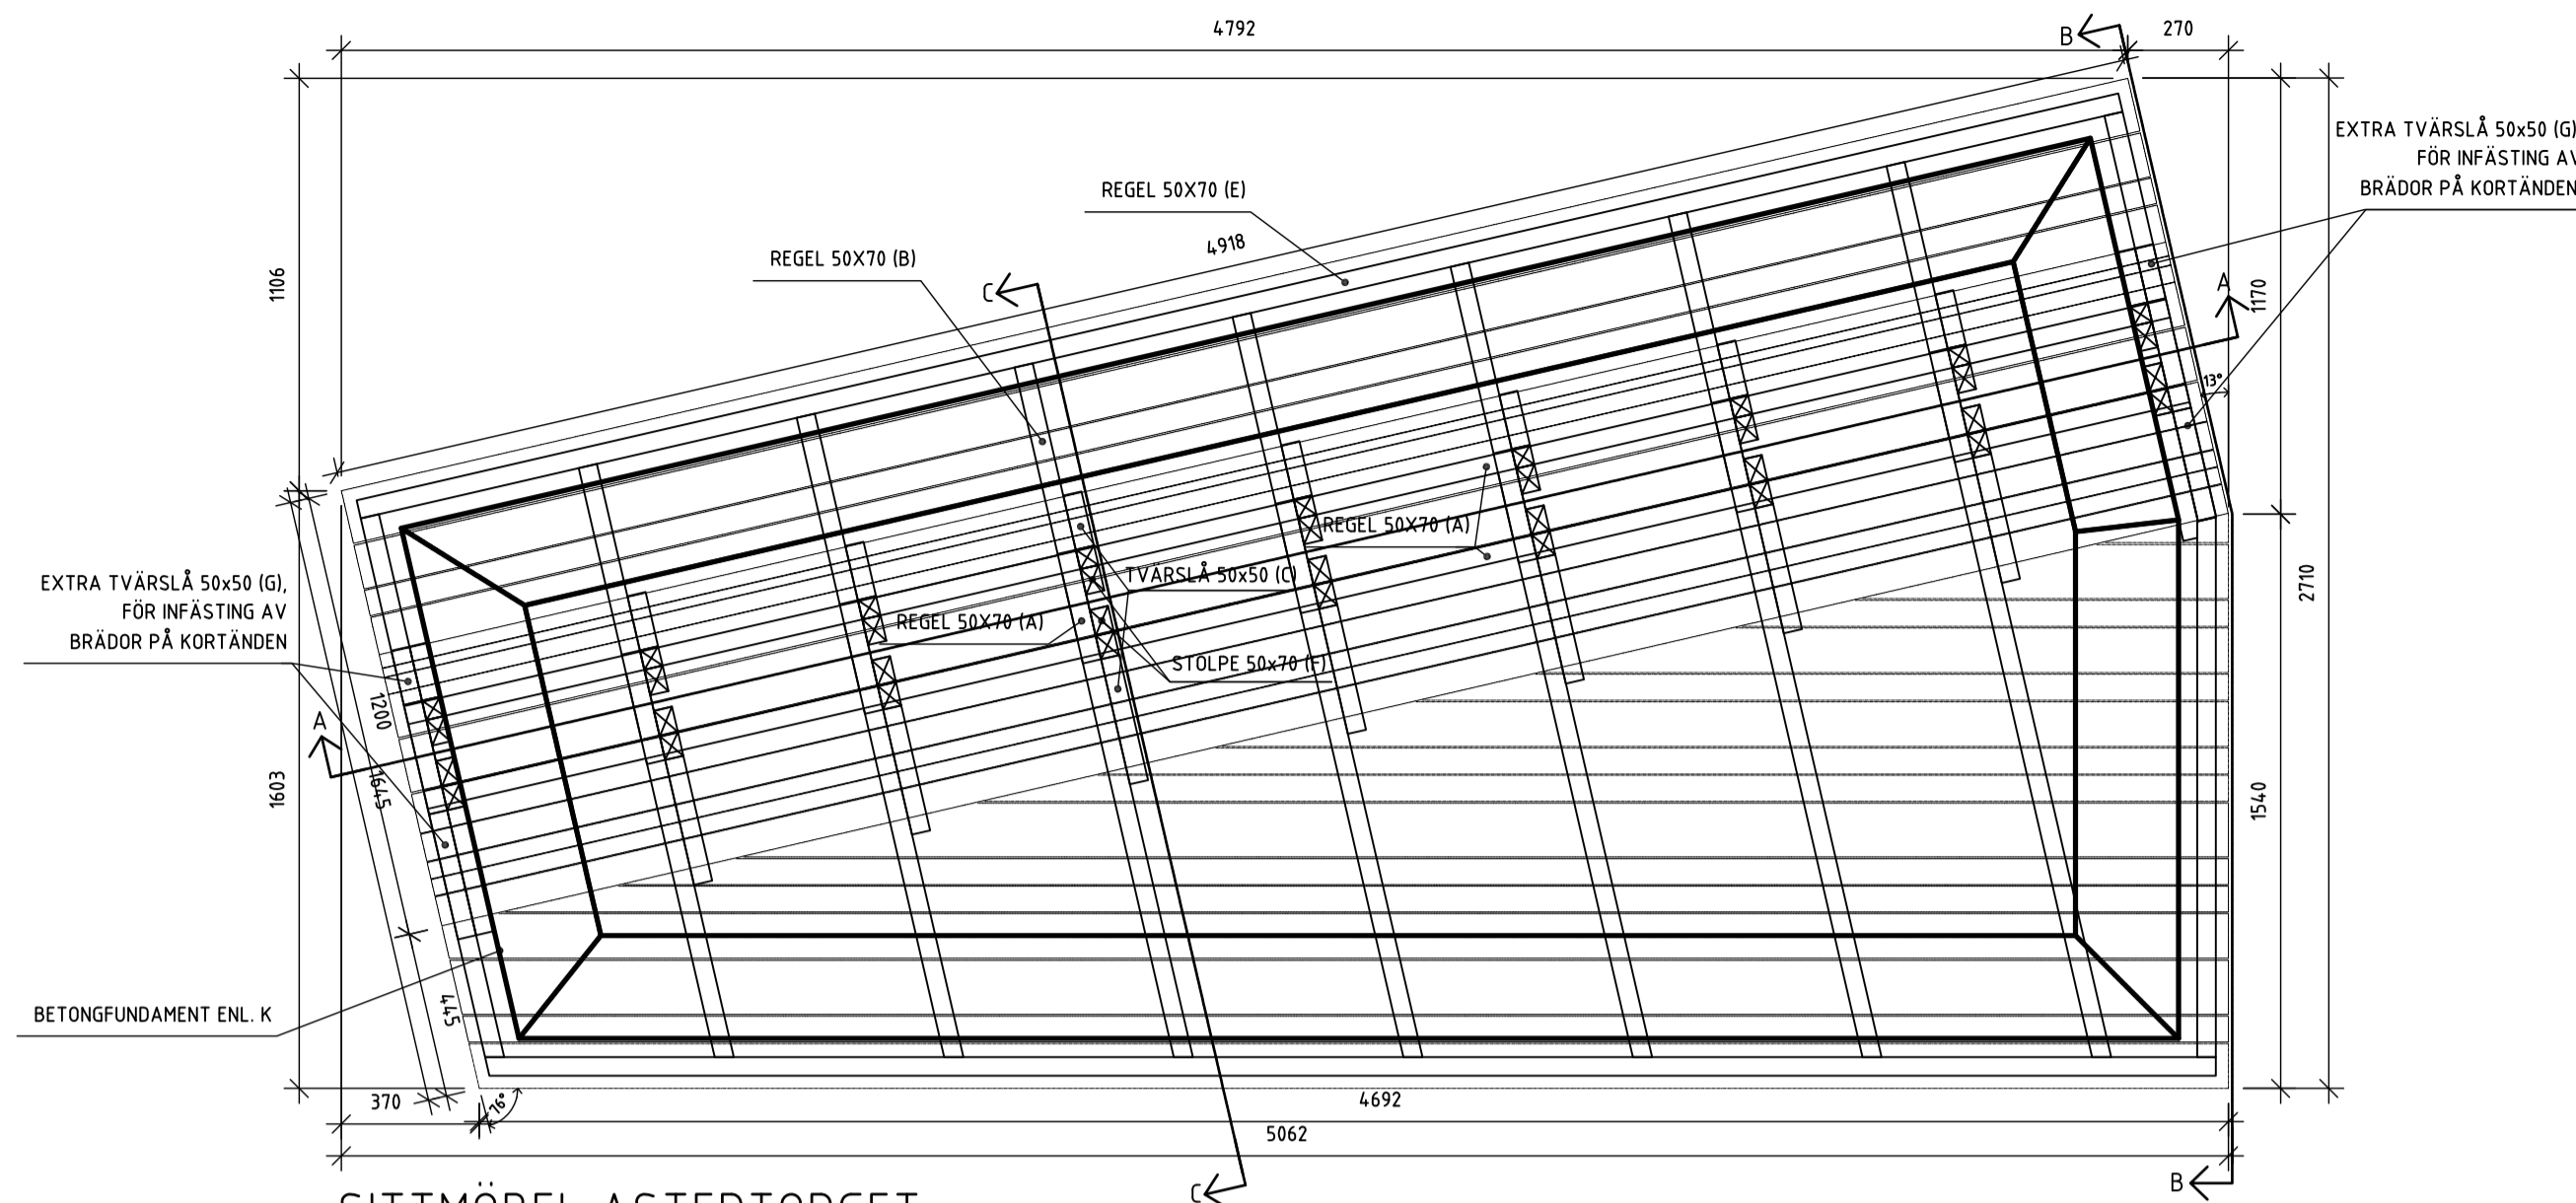 4792
270
B
EXTRA TVÄRSLÅ 50x50 (G)
FÖR INFÄSTING AV
BRÄDOR PÅ KORTÄNDEN
REGEL 50X70 (E)
4918
REGEL 50X70 (B)
C
1106
A
1170
13°
REGEL 50X70 (A)
TVÄRSLÅ 50x50 (C)
REGEL 50X70 (A)
STOLPE 50x70 (F)
2710
EXTRA TVÄRSLÅ 50x50 (G),
FÖR INFÄSTING AV
BRÄDOR PÅ KORTÄNDEN
1200
A
1645
1603
1540
445
BETONGFUNDAMENT ENL. K
370
76°
4692
5062
B
C
SITTMÖBEL ASTERTORGET